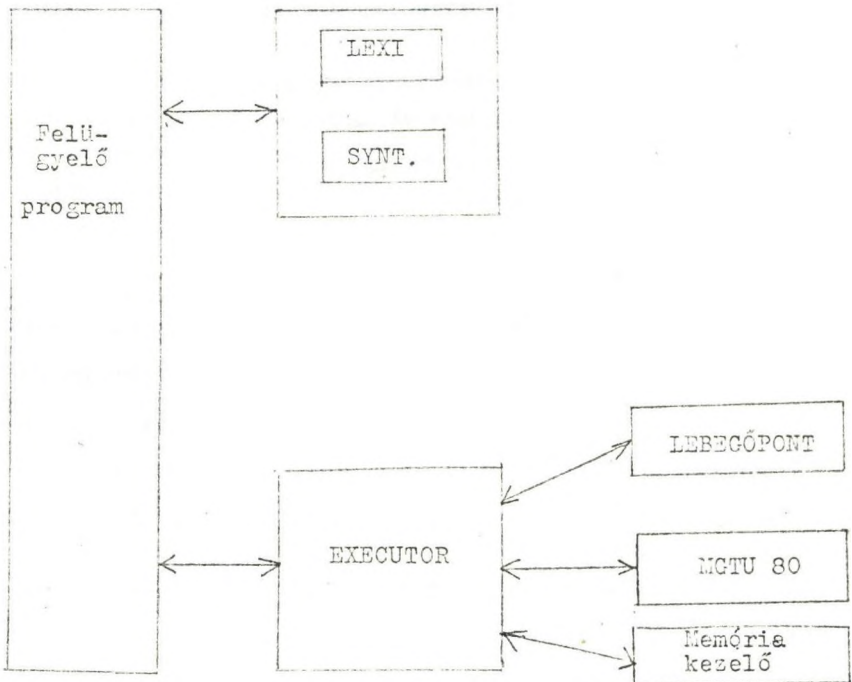 LEXI
SYNT.
Felü-
gyelő
program
LEBEGŐPONT
EXECUTOR
MGTU 80
Memória
kezelő